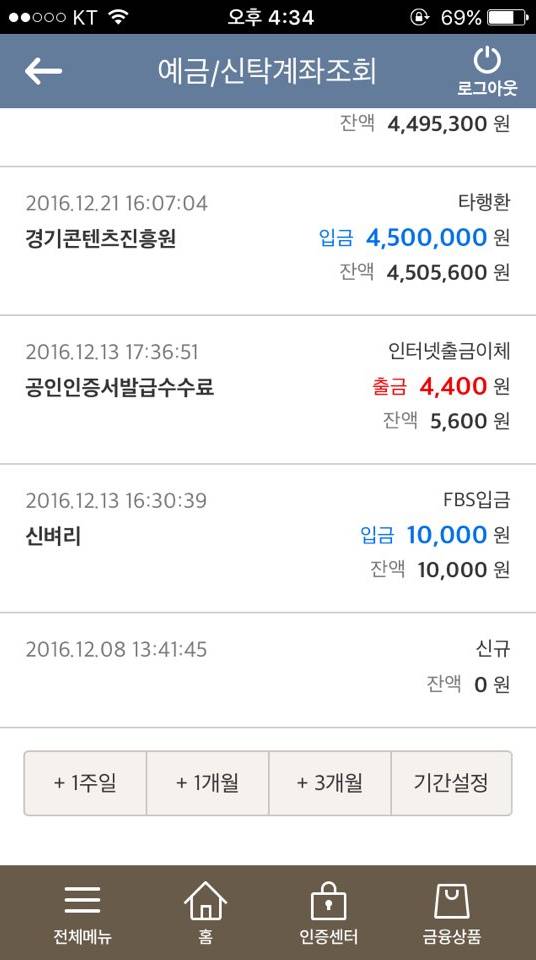 KT 오후 4:34 69%
예금/신탁계좌조회 로그아웃
잔액 4,495,300 원
2016.12.21 16:07:04 타행환
경기콘텐츠진흥원 입금 4,500,000 원
잔액 4,505,600 원
2016.12.13 17:36:51 인터넷출금이체
공인인증서발급수수료 출금 4,400 원
잔액 5,600 원
2016.12.13 16:30:39 FBS입금
신벼리 입금 10,000 원
잔액 10,000 원
2016.12.08 13:41:45 신규
잔액 0 원
+ 1주일 + 1개월 + 3개월 기간설정
전체메뉴 홈 인증센터 금융상품